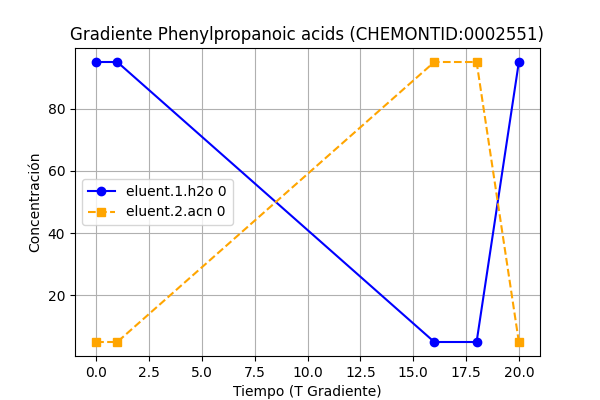 Gradiente Phenylpropanoic acids (CHEMONTID:0002551)
Concentración
80
60
40
20
eluent.1.h2o 0
eluent.2.acn 0
0.0 2.5 5.0 7.5 10.0 12.5 15.0 17.5 20.0
Tiempo (T Gradiente)